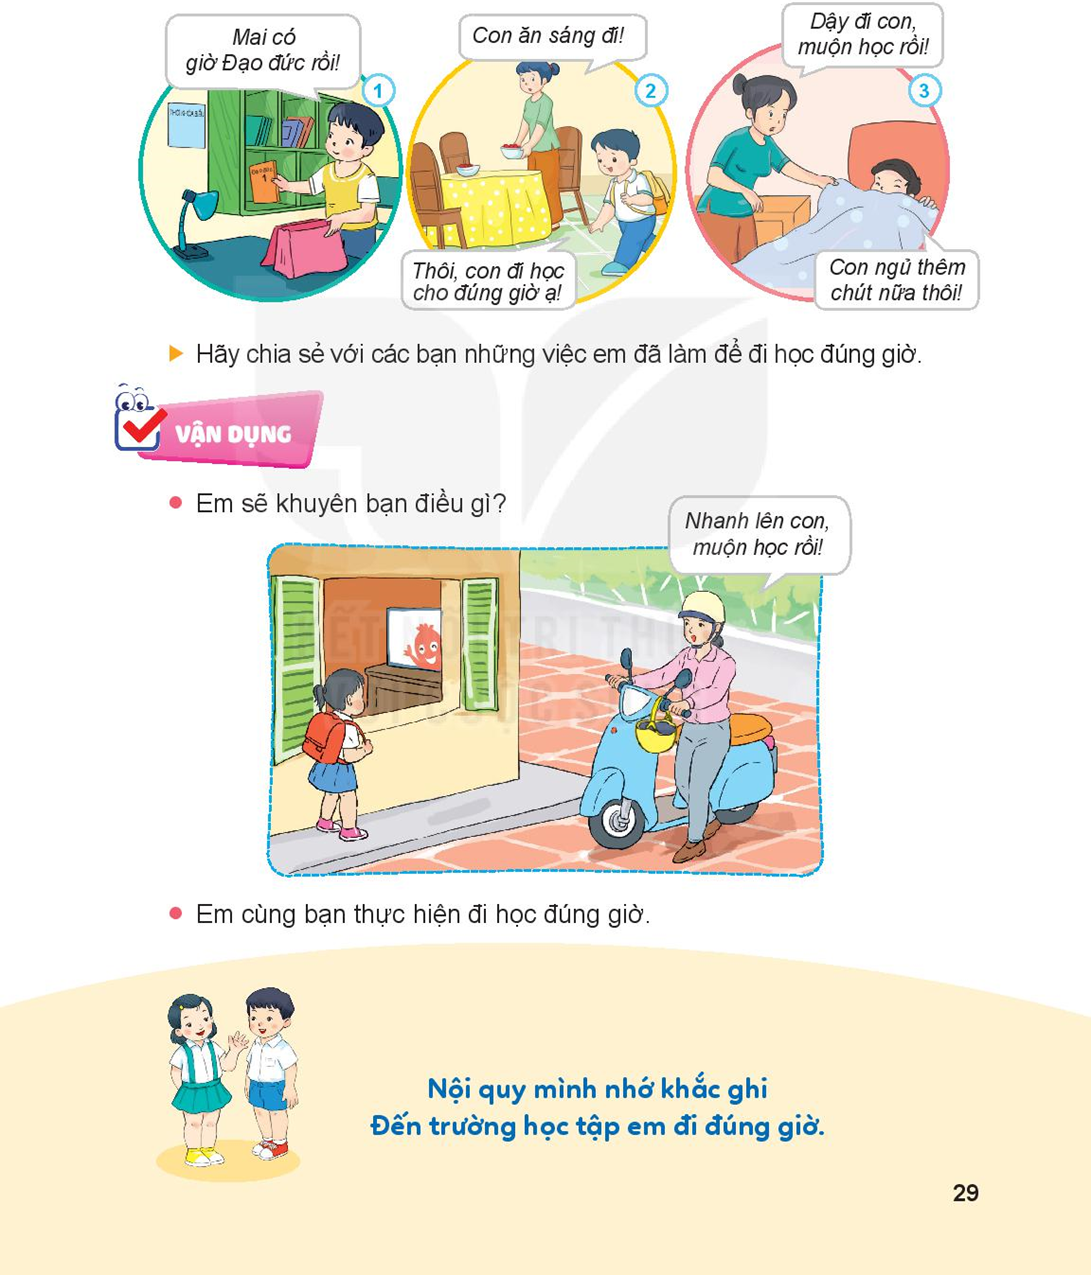 Mai có
giờ Đạo đức rồi!
1
Con ăn sáng đi!
2
Dậy đi con,
muộn học rồi!
3
Thôi, con đi học
cho đúng giờ ạ!
Con ngủ thêm
chút nữa thôi!
Hãy chia sẻ với các bạn những việc em đã làm để đi học đúng giờ.
VẬN DỤNG
Em sẽ khuyên bạn điều gì?
Nhanh lên con,
muộn học rồi!
Em cùng bạn thực hiện đi học đúng giờ.
Nội quy mình nhớ khắc ghi
Đến trường học tập em đi đúng giờ.
29